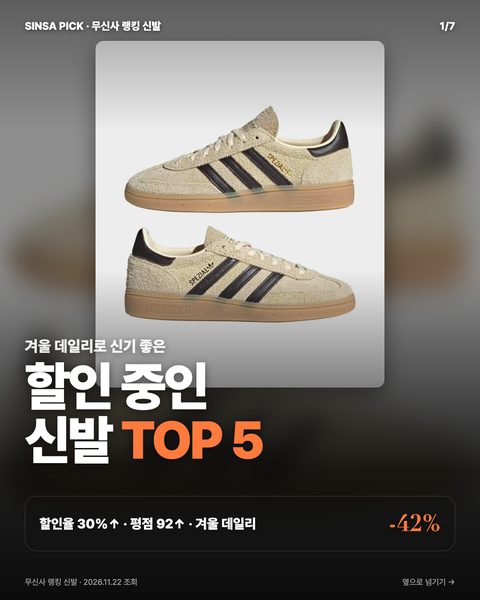 SINSA PICK · 무신사 랭킹 신발
1/7
SPEZIAL
SPEZIAL
겨울 데일리로 신기 좋은
할인 중인
신발 TOP 5
할인율 30%↑ · 평점 92↑ · 겨울 데일리
-42%
무신사 랭킹 신발 · 2026.11.22 조회
옆으로 넘기기 →